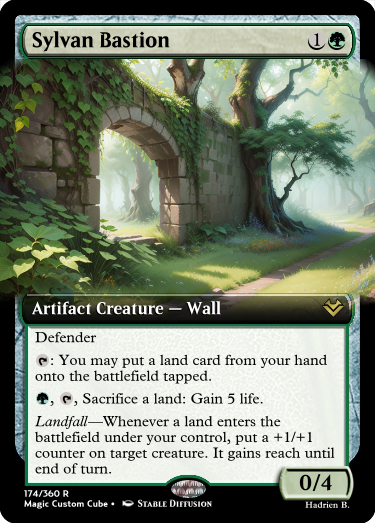 Sylvan Bastion 1
Artifact Creature — Wall
Defender
: You may put a land card from your hand
onto the battlefield tapped.
, , Sacrifice a land: Gain 5 life.
Landfall—Whenever a land enters the
battlefield under your control, put a +1/+1
counter on target creature. It gains reach until
end of turn.
0/4
174/360 R
Magic Custom Cube • Stable Diffusion
Hadrien B.